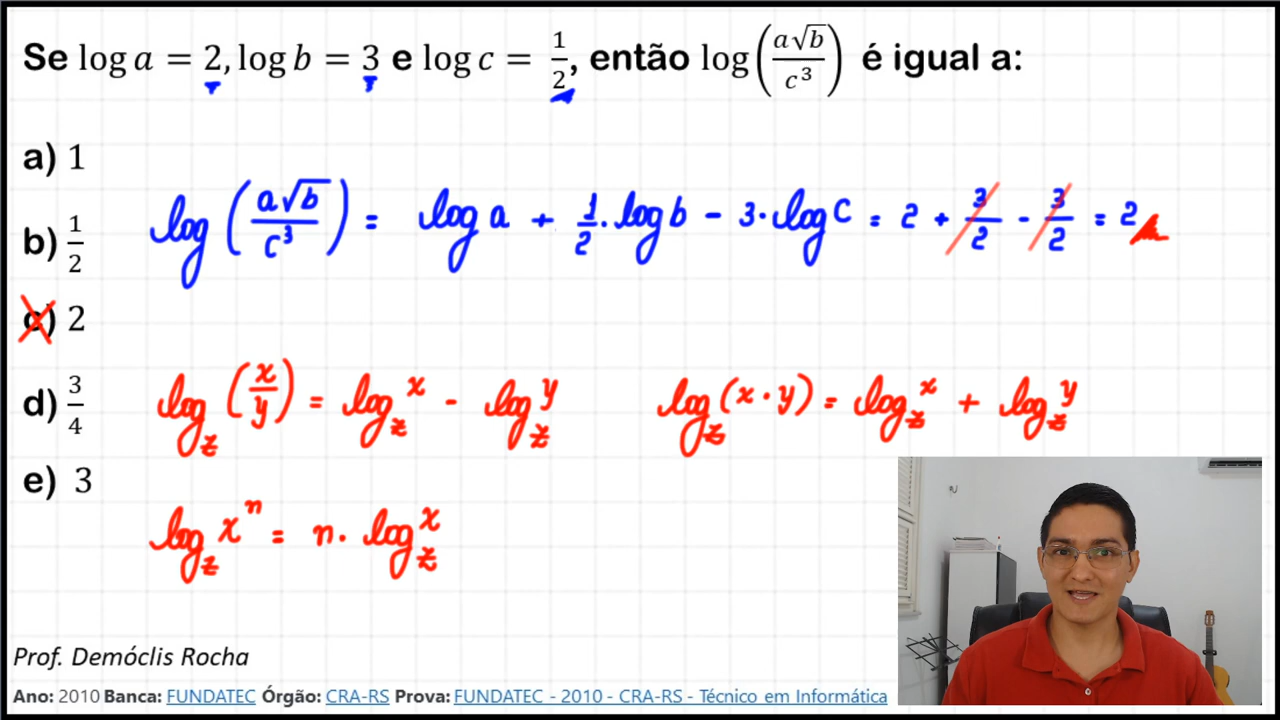 Se log a = 2, log b = 3 e log c = 1/2, então log(a√b/c³) é igual a:
a) 1
log(a√b/c³) = log a + 1/2 · log b − 3 · log c = 2 + 3/2 − 3/2 = 2
b) 1/2
c) 2
d) 3/4
log_z(x/y) = log_z x − log_z y
log_z(x · y) = log_z x + log_z y
e) 3
log_z xⁿ = n · log_z x
Prof. Demóclis Rocha
Ano: 2010 Banca: FUNDATEC Órgão: CRA-RS Prova: FUNDATEC - 2010 - CRA-RS - Técnico em Informática